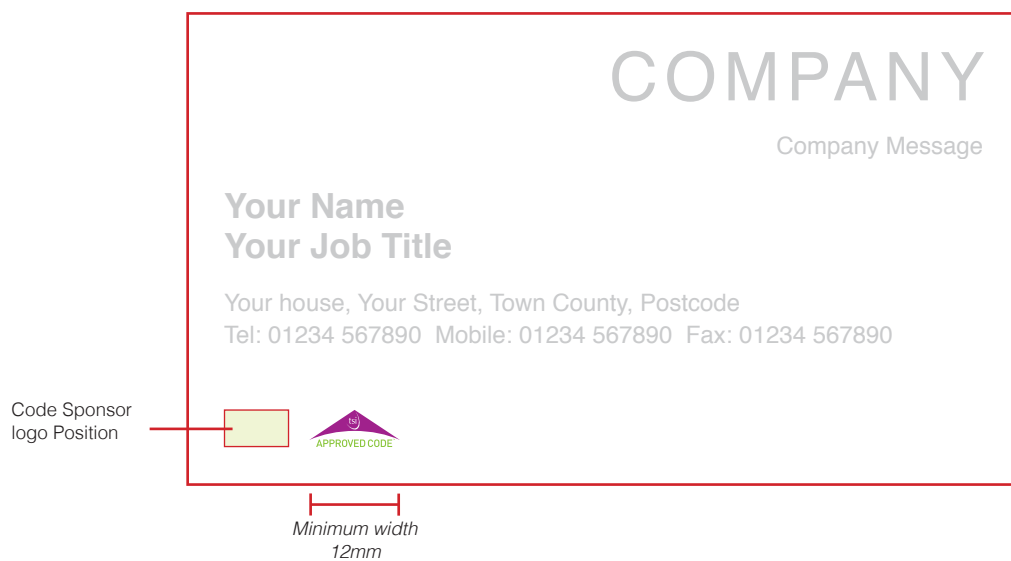 COMPANY
Company Message
Your Name
Your Job Title
Your house, Your Street, Town County, Postcode
Tel: 01234 567890  Mobile: 01234 567890  Fax: 01234 567890
Code Sponsor
logo Position
tsi
APPROVED CODE
Minimum width
12mm